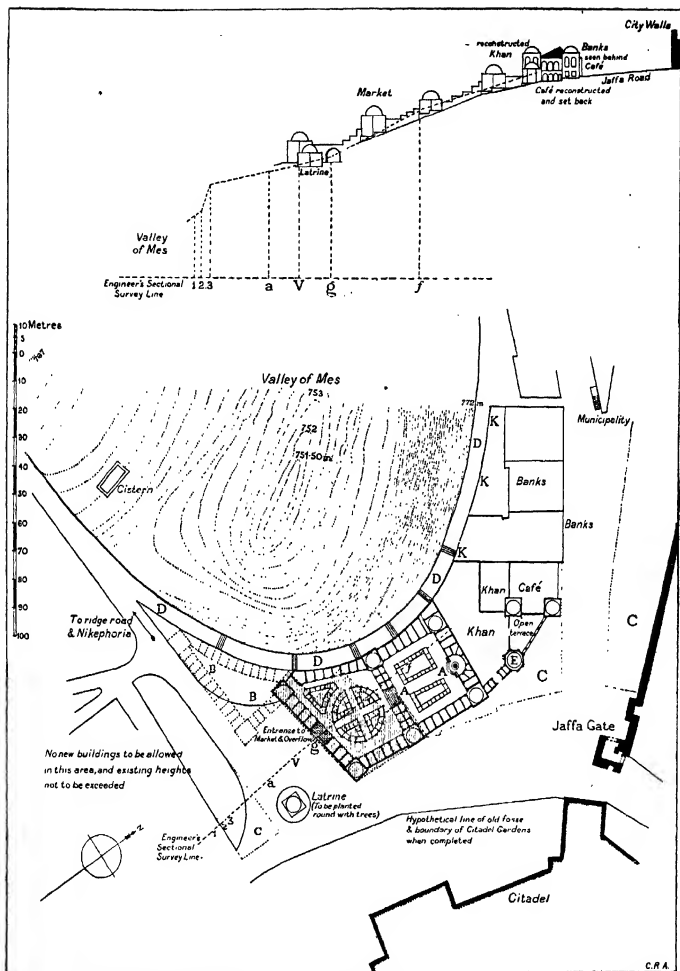 City Walls
reconstructed
Khan
Banks
seen behind
Café
Jaffa Road
Café reconstructed
and set back
Market
Latrine
Valley
of Mes
Engineer's Sectional
Survey Line
1 2. 3
a
V
g
f
10 Metres
5
0
10
20
30
40
50
60
70
80
90
100
Valley of Mes
753
752
751·50 m.
772 m
D
K
K
K
Municipality
Banks
Banks
Cistern
D
D
D
Khan
Café
Khan
Open
terrace
E
C
C
To ridge road
& Nikephoria
B
B
A
A
Jaffa Gate
Entrance to
Market & Overflow
g
V
a
No new buildings to be allowed
in this area, and existing heights
not to be exceeded
Latrine
(To be planted
round with trees)
1 2 3
C
Engineer's
Sectional
Survey Line
Hypothetical line of old fosse
& boundary of Citadel Gardens
when completed
N
Citadel
C.R.A.